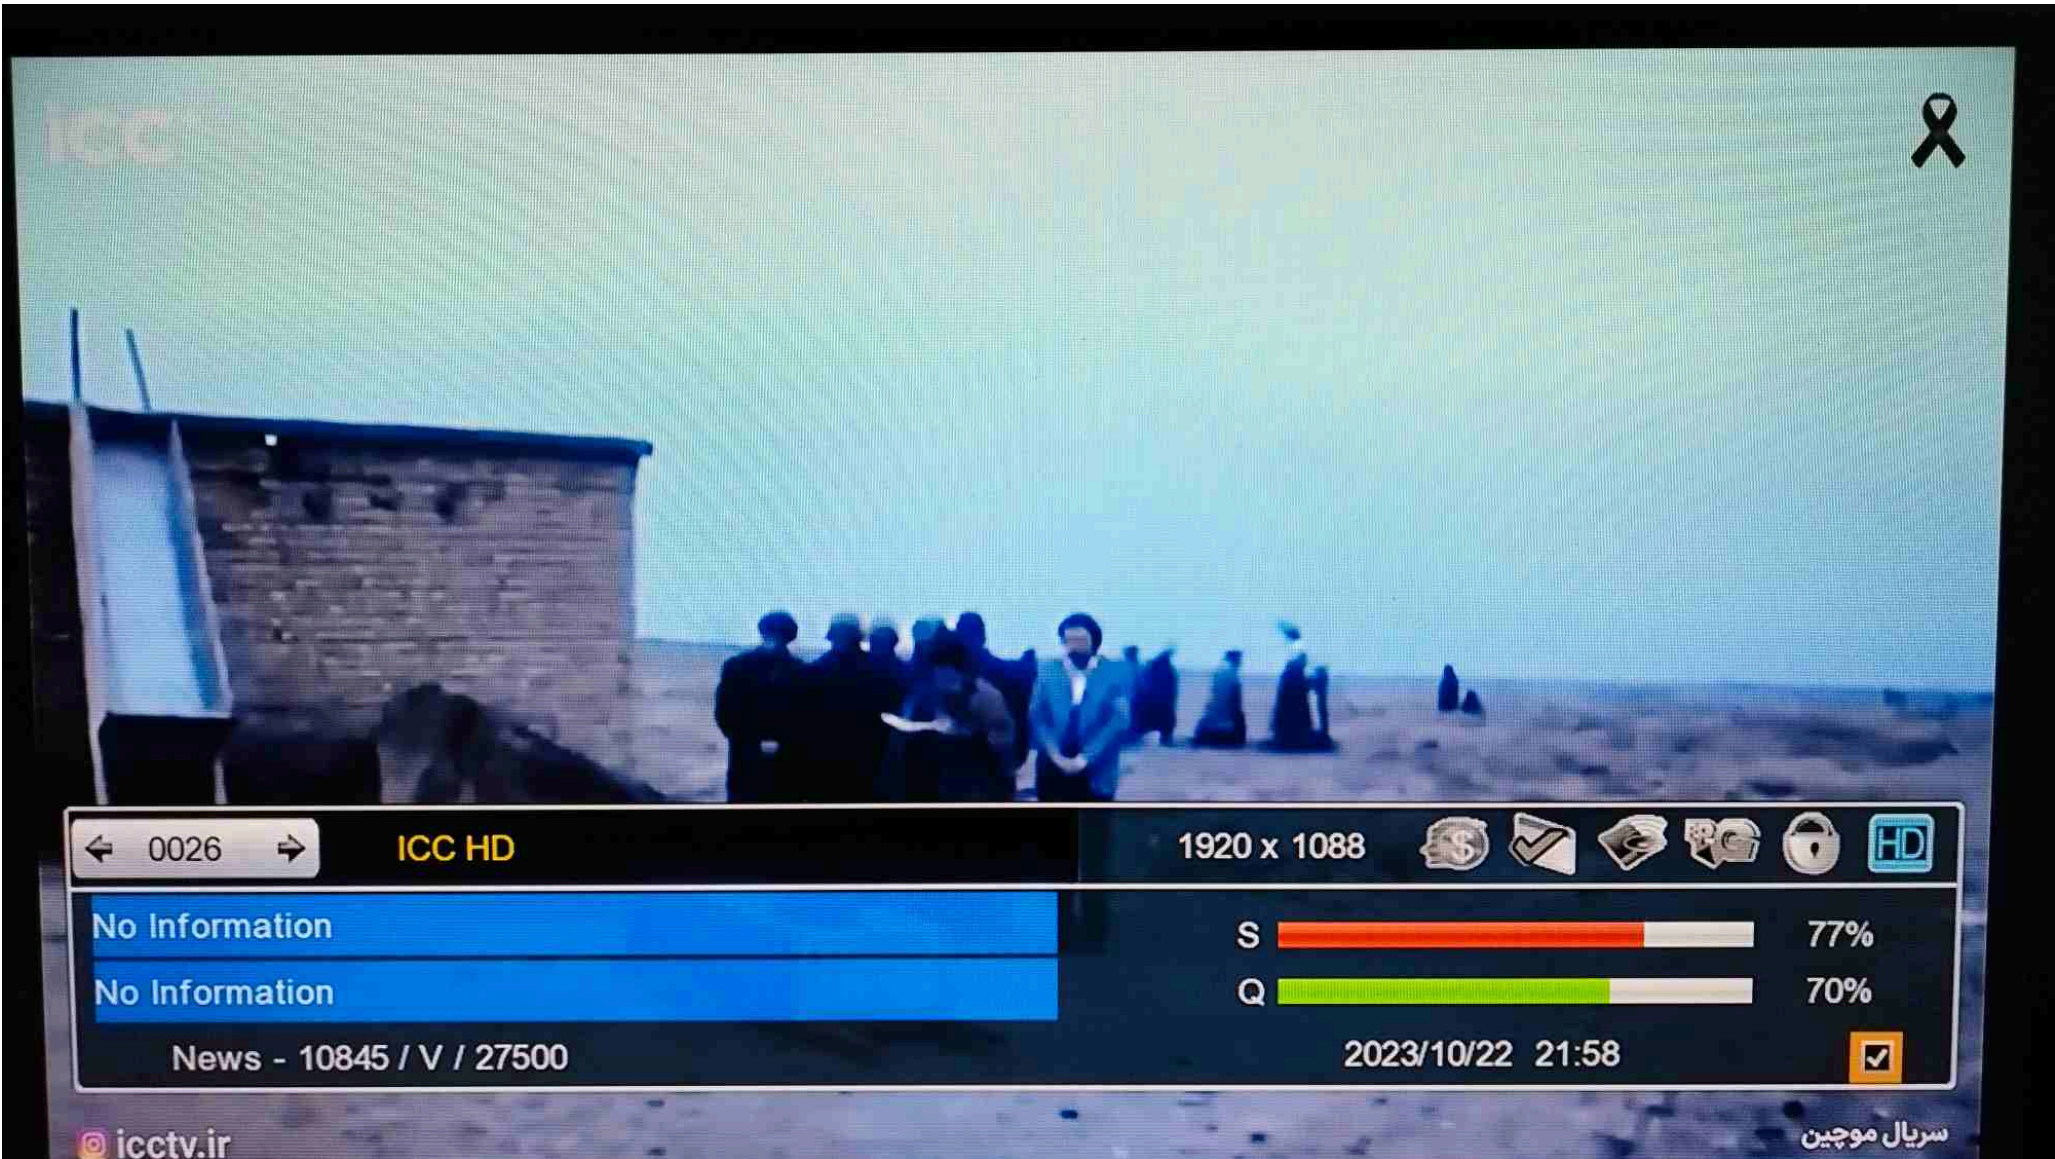 ICC
0026
ICC HD
1920 x 1088
HD
No Information
S
77%
No Information
Q
70%
News - 10845 / V / 27500
2023/10/22 21:58
icctv.ir
سریال موچین